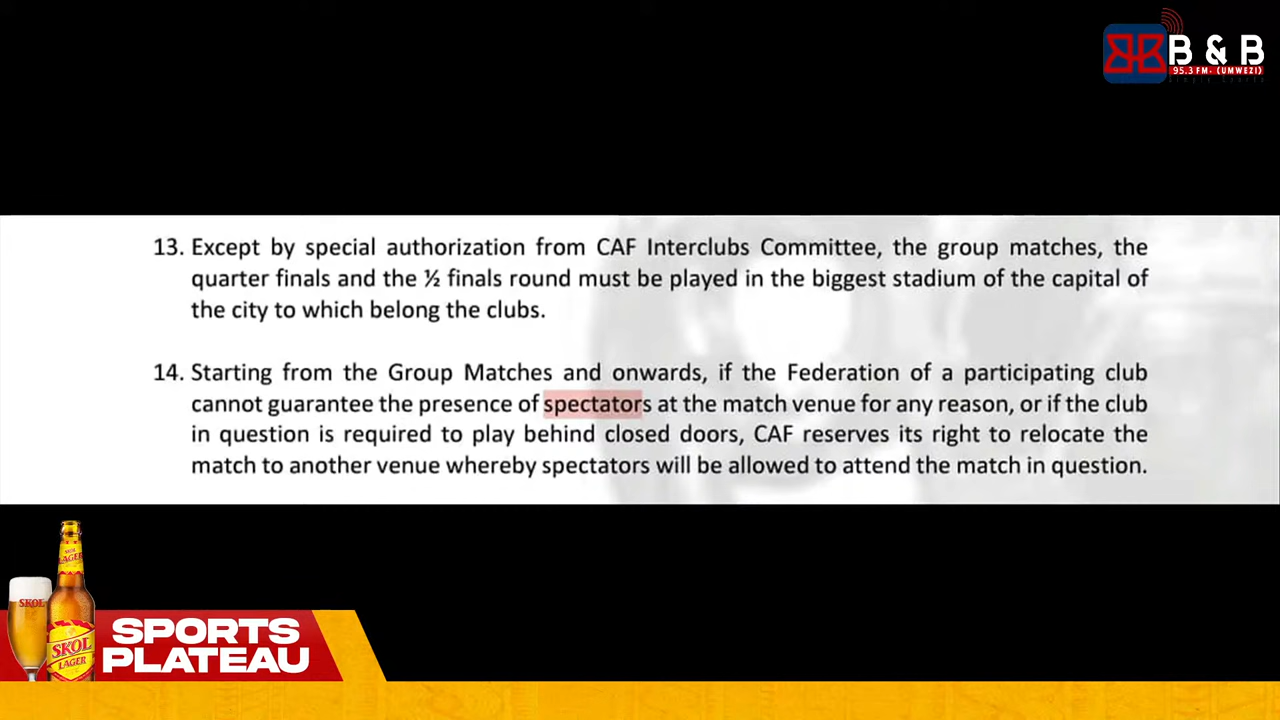 B & B
95.3 FM- (UMWEZI)
13. Except by special authorization from CAF Interclubs Committee, the group matches, the
quarter finals and the ½ finals round must be played in the biggest stadium of the capital of
the city to which belong the clubs.
14. Starting from the Group Matches and onwards, if the Federation of a participating club
cannot guarantee the presence of spectators at the match venue for any reason, or if the club
in question is required to play behind closed doors, CAF reserves its right to relocate the
match to another venue whereby spectators will be allowed to attend the match in question.
LAGER
SKOL
SKOL
LAGER
SPORTS
PLATEAU